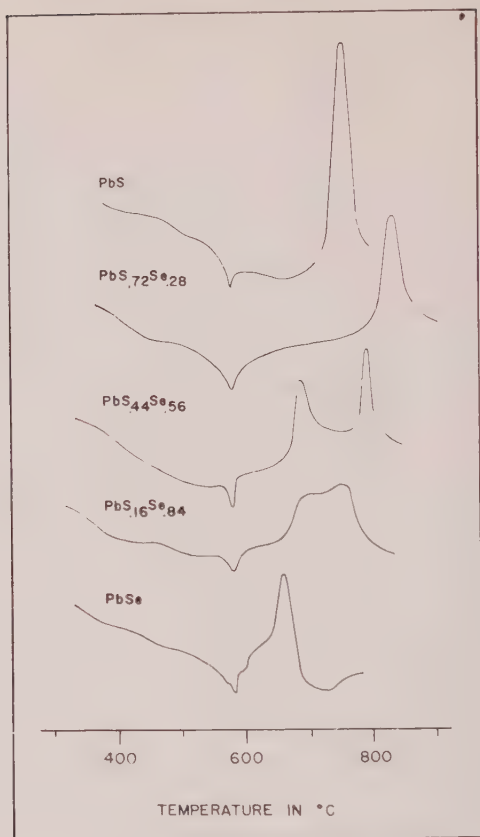 PbS
PbS.72Se.28
PbS.44Se.56
PbS.16Se.84
PbSe
400 600 800
TEMPERATURE IN °C